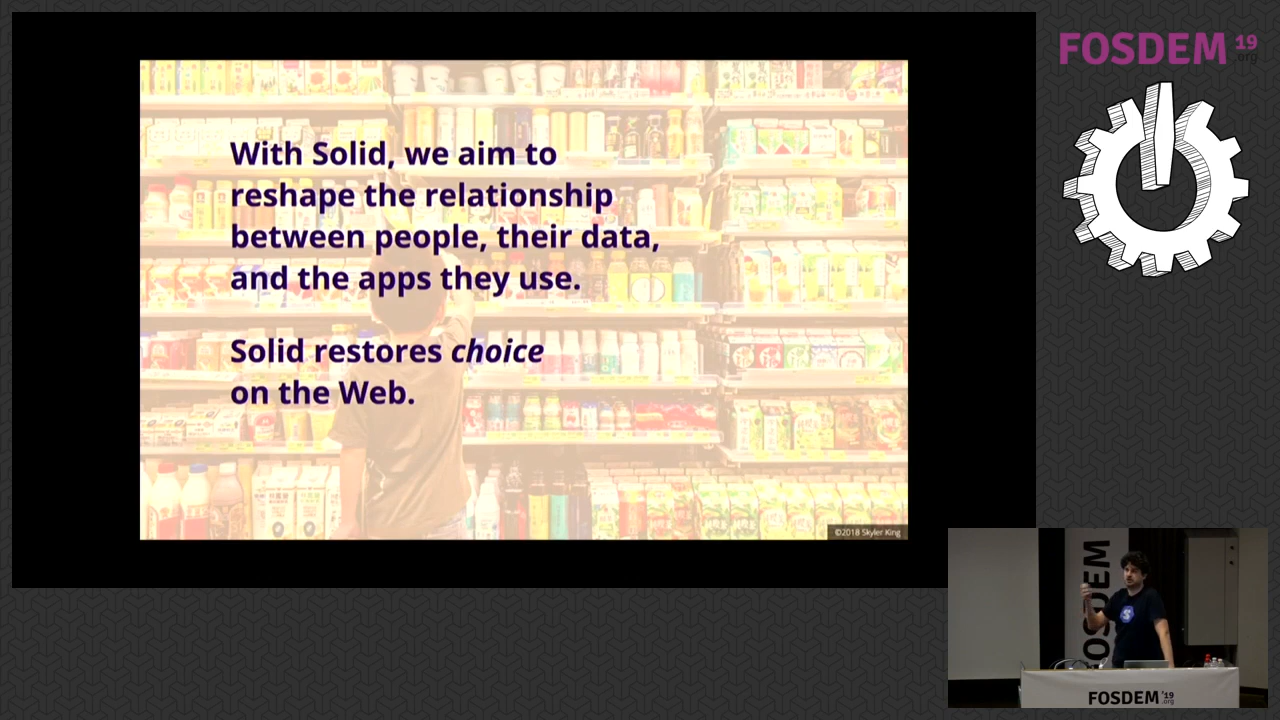 With Solid, we aim to
reshape the relationship
between people, their data,
and the apps they use.
Solid restores choice
on the Web.
©2018 Skyler King
FOSDEM 19
.org
FOSDEM
FOSDEM '19
.org